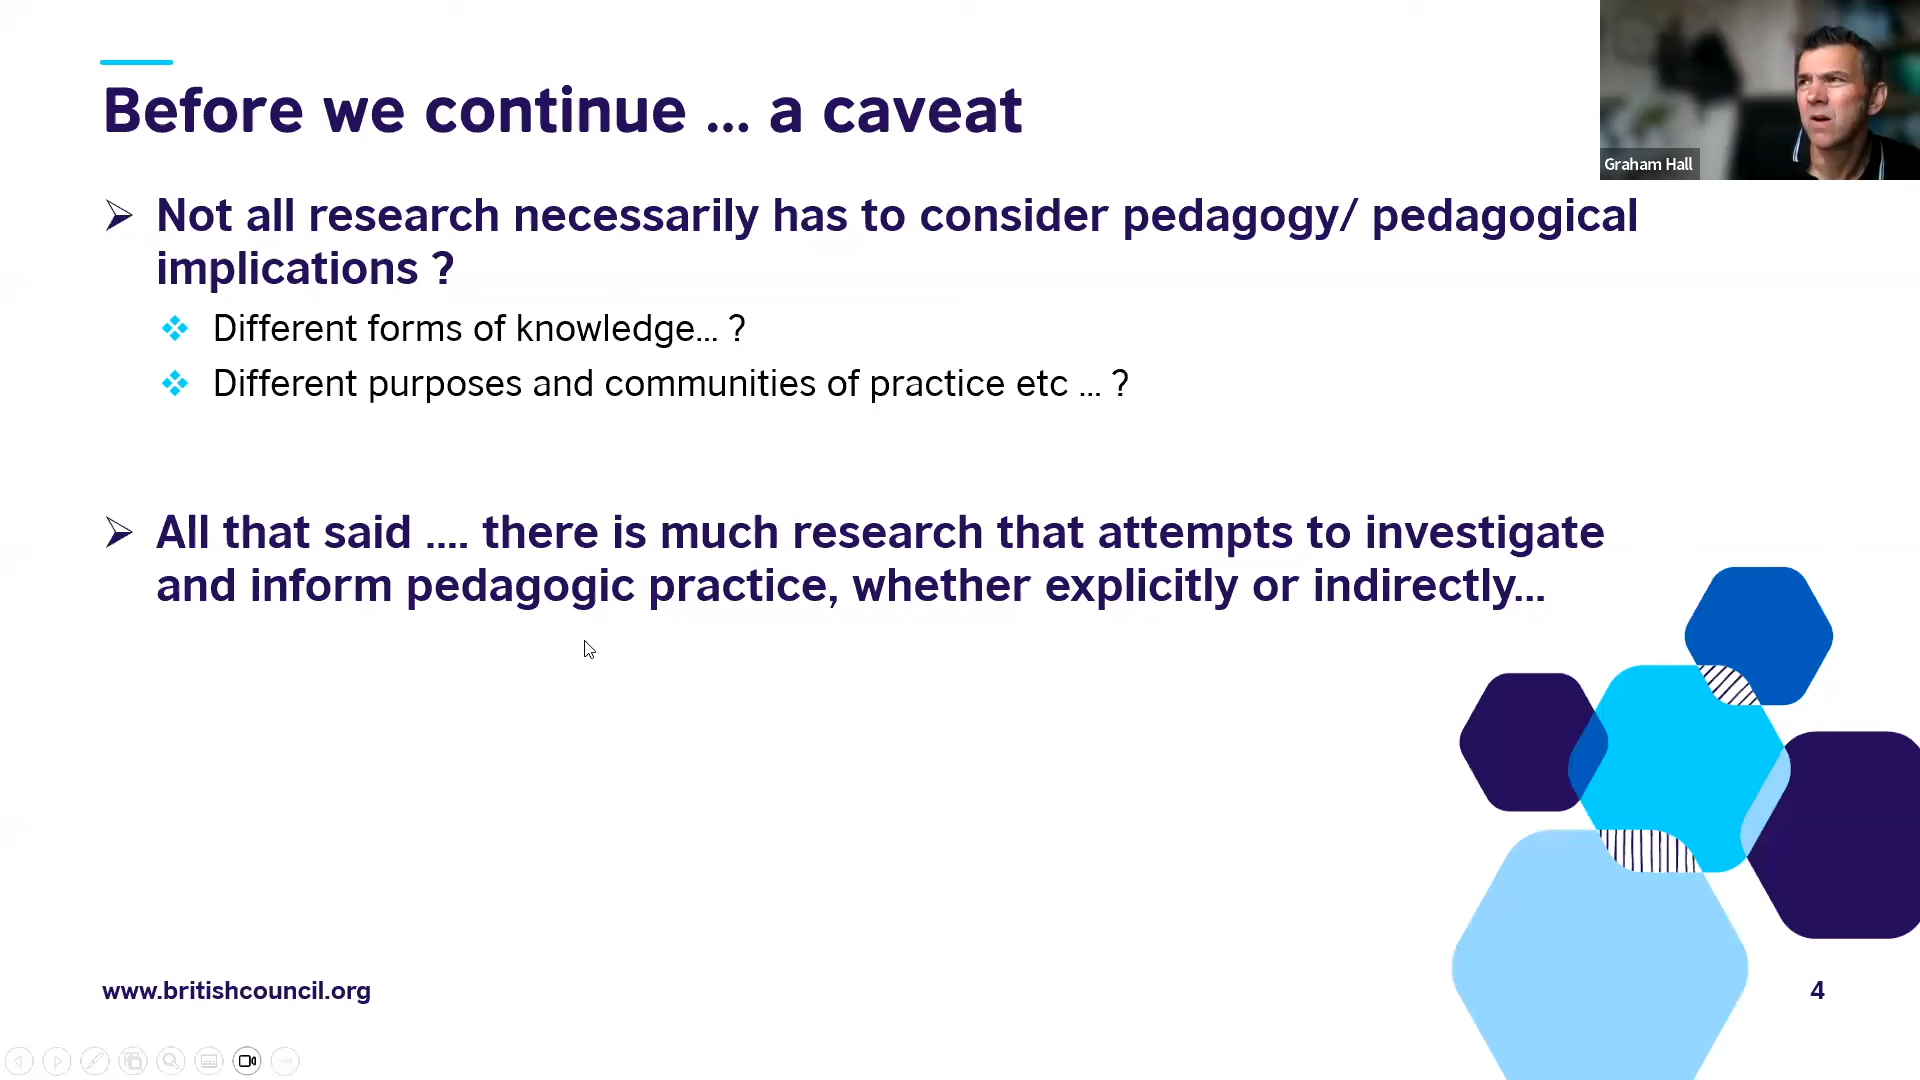 Before we continue ... a caveat
Graham Hall
Not all research necessarily has to consider pedagogy/ pedagogical
implications ?
Different forms of knowledge... ?
Different purposes and communities of practice etc ... ?
All that said .... there is much research that attempts to investigate
and inform pedagogic practice, whether explicitly or indirectly...
www.britishcouncil.org
4